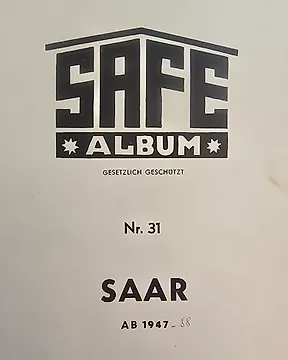 SAFE
ALBUM
GESETZLICH GESCHÜTZT
Nr. 31
SAAR
AB 1947-58